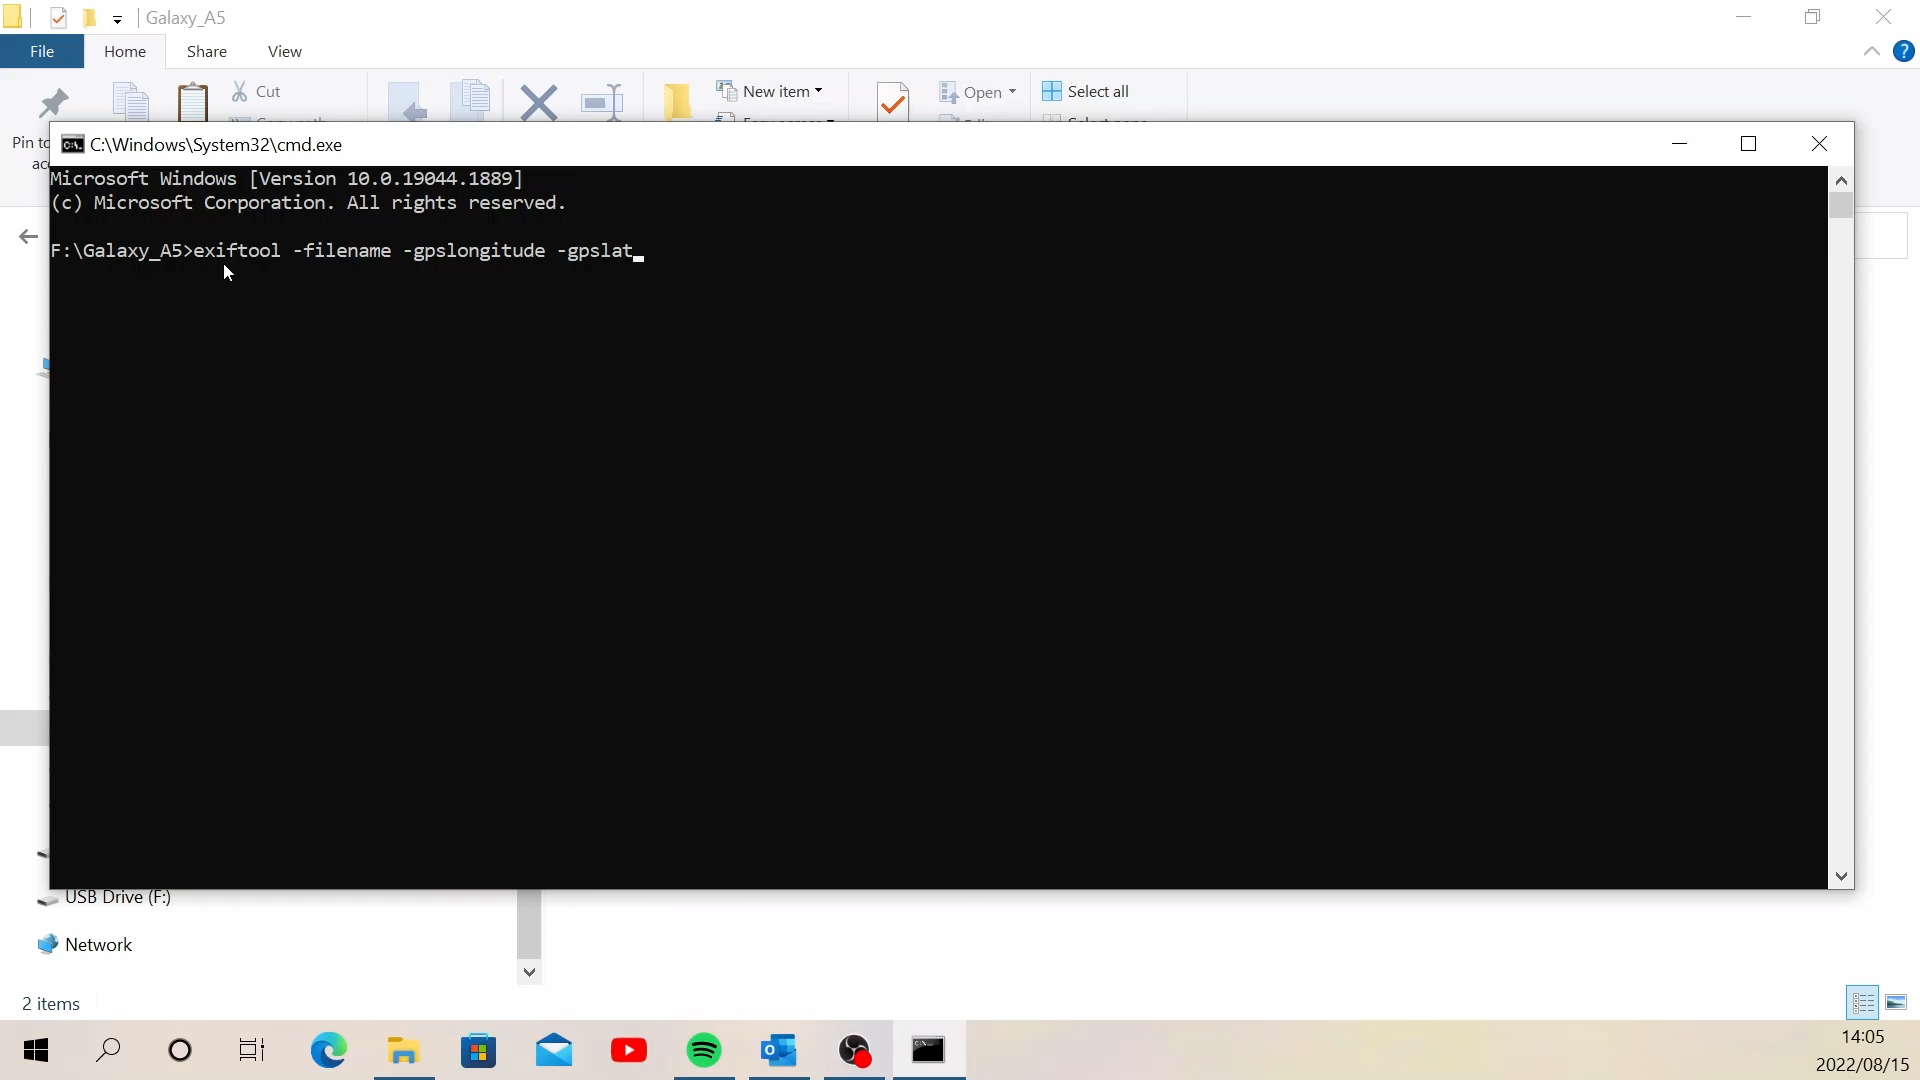 Galaxy_A5
File Home Share View
Cut
New item
Open
Select all
Pin to
C:\Windows\System32\cmd.exe
Microsoft Windows [Version 10.0.19044.1889]
(c) Microsoft Corporation. All rights reserved.
F:\Galaxy_A5>exiftool -filename -gpslongitude -gpslat_
USB Drive (F:)
Network
2 items
14:05
2022/08/15